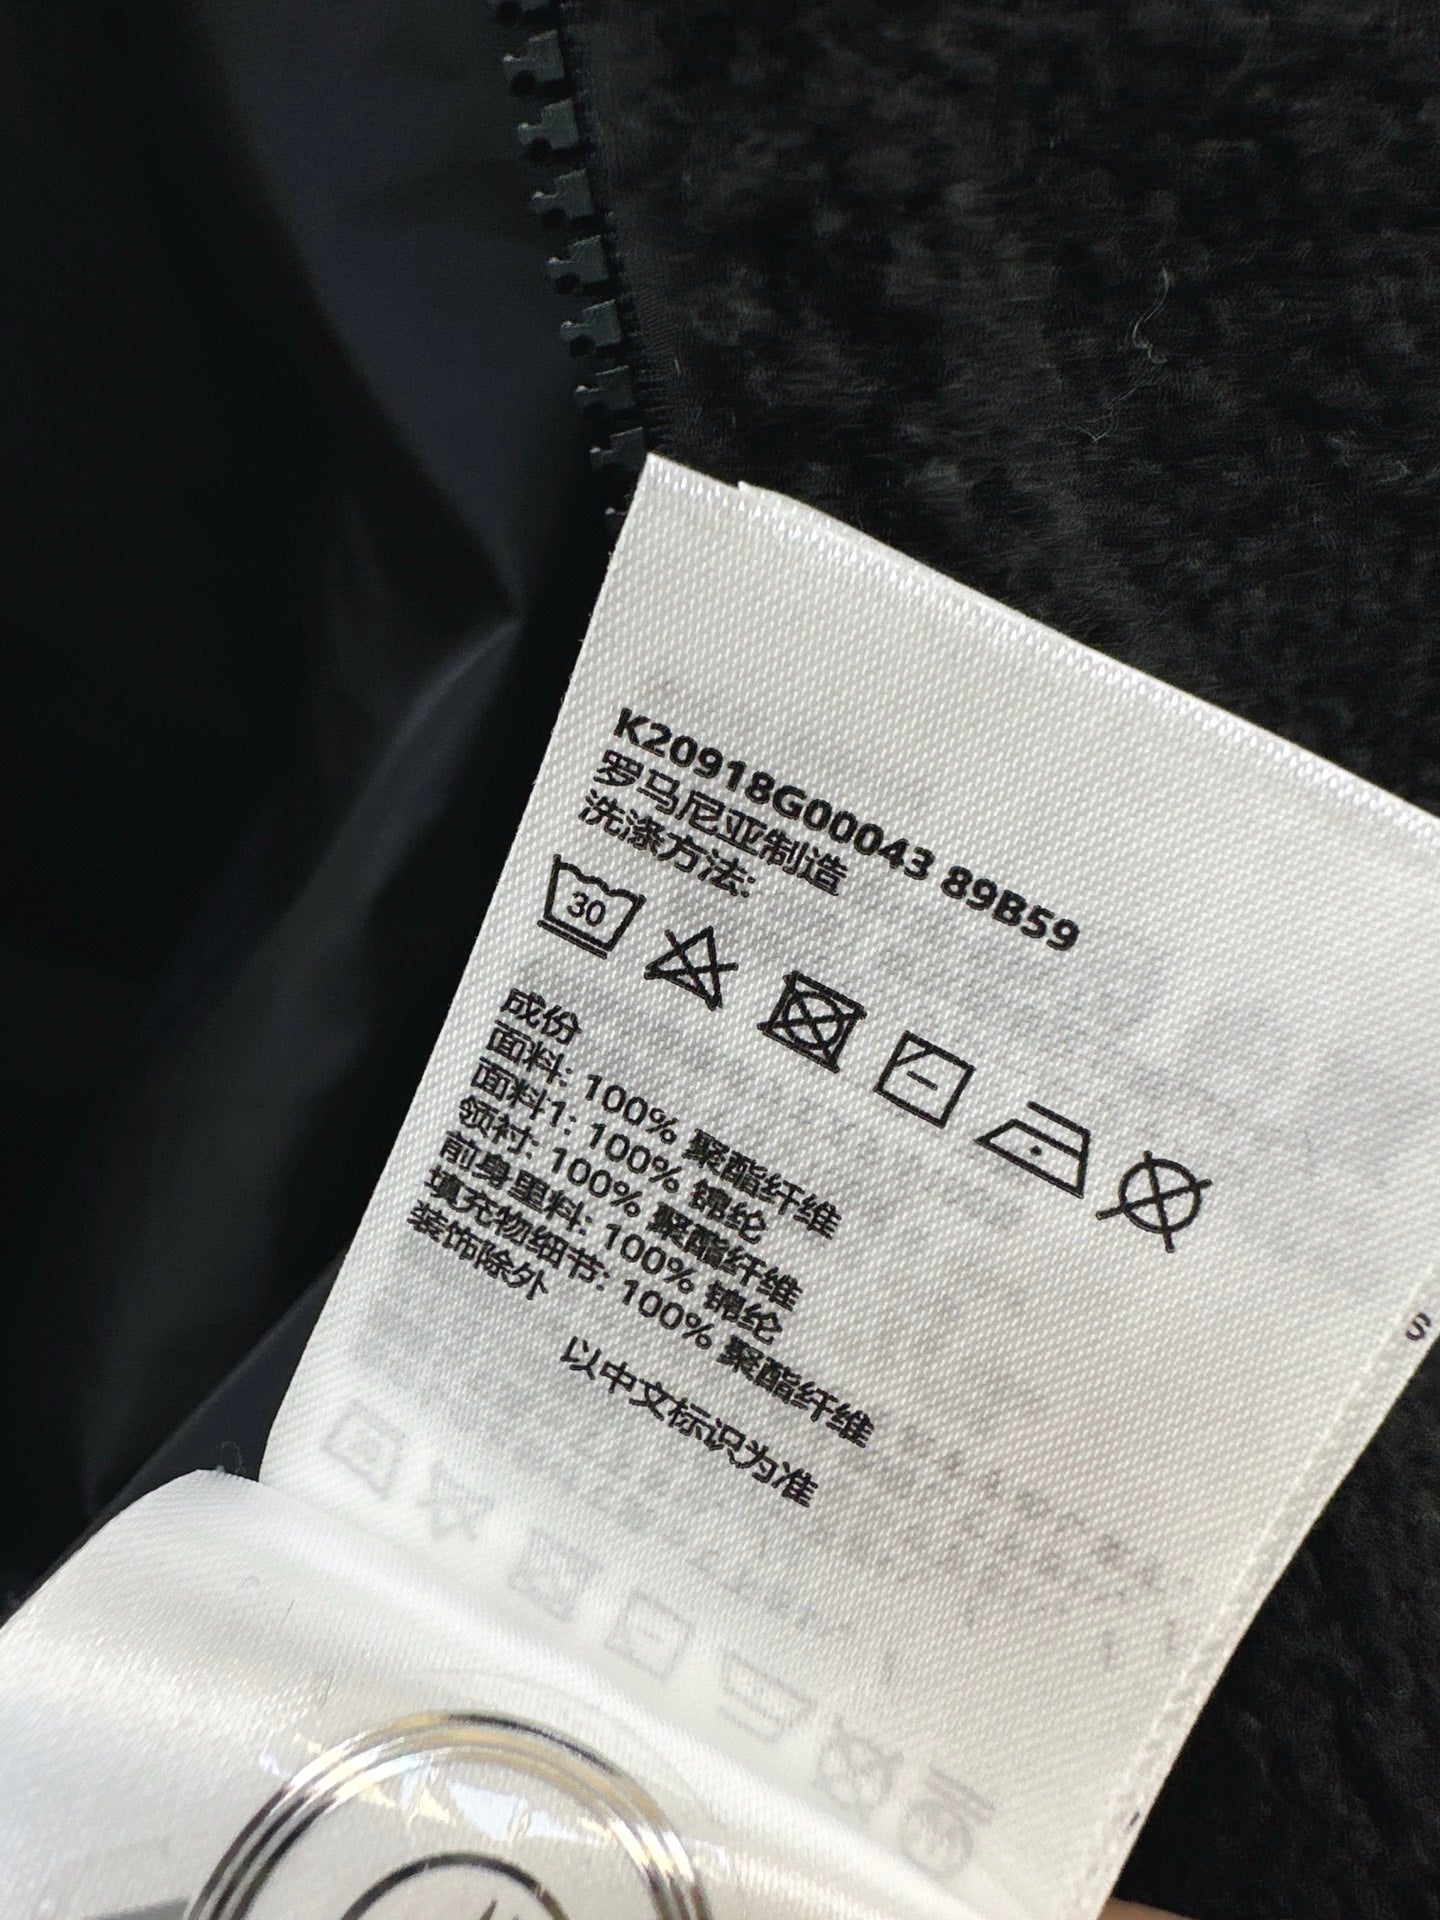 K20918G00043 89B59
罗马尼亚制造
洗涤方法:
30
成份
面料: 100% 聚酯纤维
面料1: 100% 锦纶
领衬: 100% 聚酯纤维
前身里料: 100% 锦纶
填充物细节: 100% 聚酯纤维
装饰除外
以中文标识为准
S